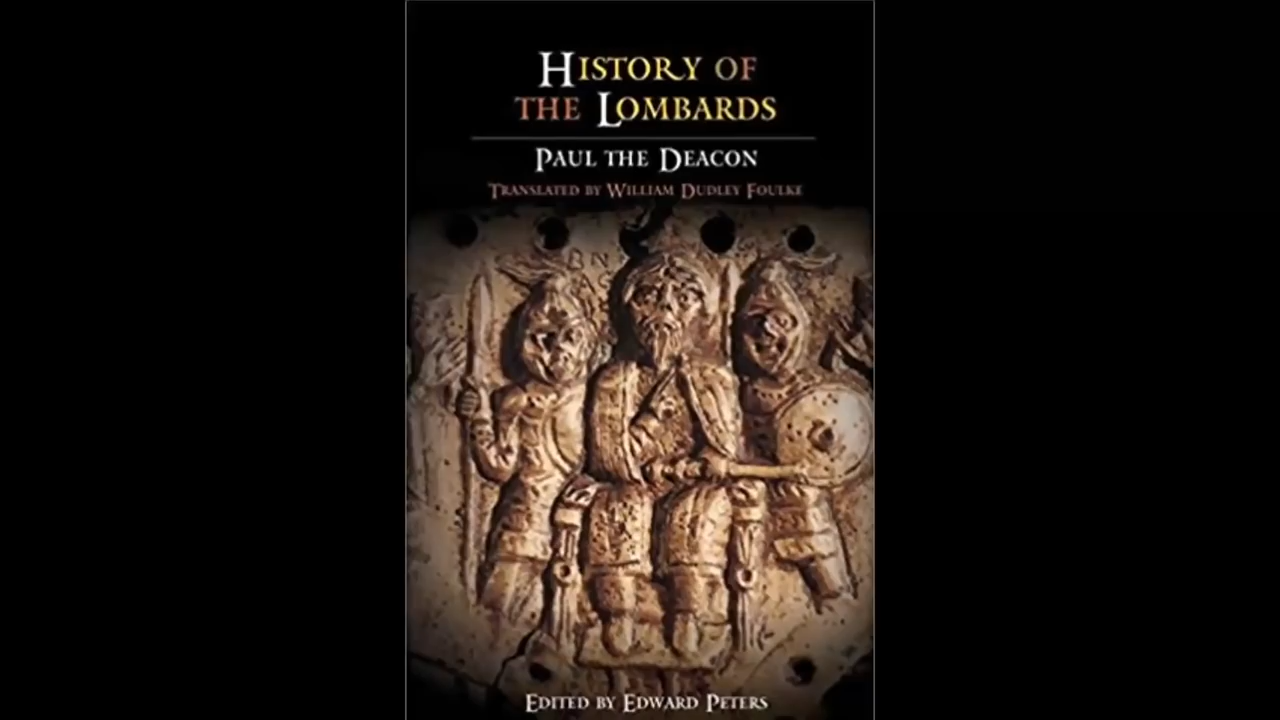 HISTORY OF
THE LOMBARDS
PAUL THE DEACON
TRANSLATED BY WILLIAM DUDLEY FOULKE
EDITED BY EDWARD PETERS